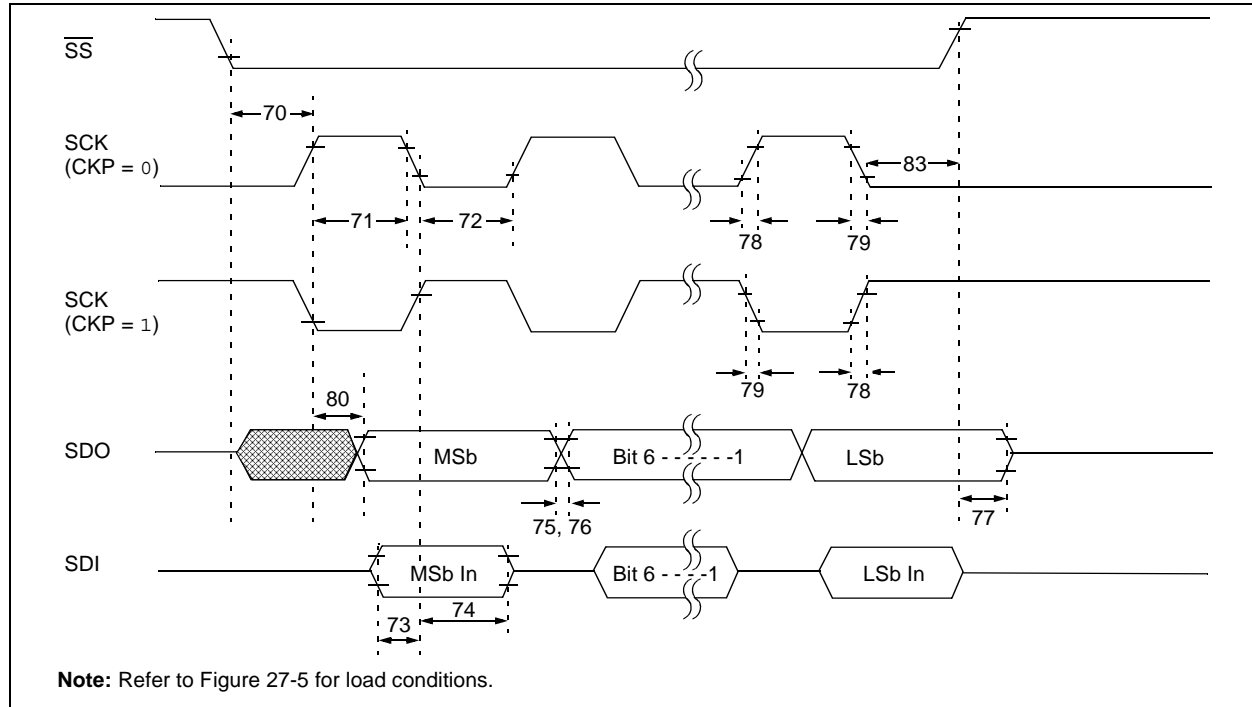 SS
70
SCK
(CKP = 0)
83
71
72
78
79
SCK
(CKP = 1)
79
78
80
SDO
MSb
Bit 6 - - - - - - -1
LSb
75, 76
77
SDI
MSb In
Bit 6 - - - - -1
LSb In
73
74
Note: Refer to Figure 27-5 for load conditions.